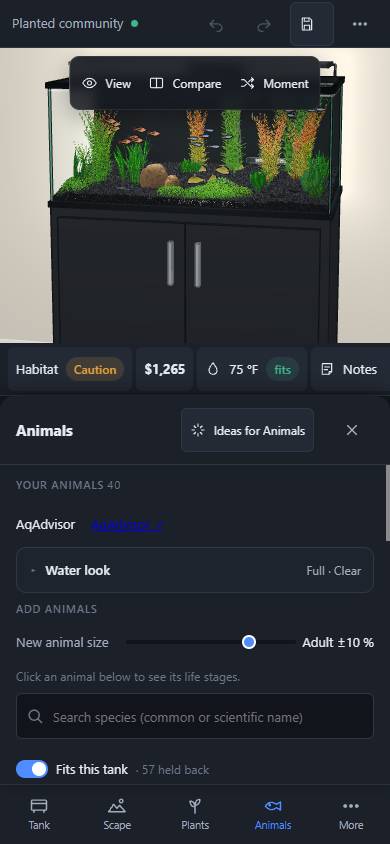 Planted community
View Compare Moment
Habitat Caution $1,265 75 °F fits Notes
Animals Ideas for Animals
YOUR ANIMALS 40
AqAdvisor AqAdvisor
Water look Full · Clear
ADD ANIMALS
New animal size Adult ±10 %
Click an animal below to see its life stages.
Search species (common or scientific name)
Fits this tank · 57 held back
Tank Scape Plants Animals More